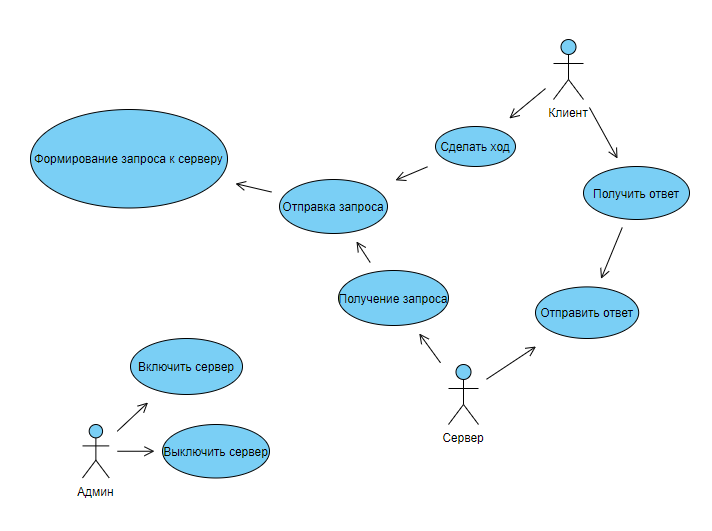 Клиент
Сделать ход
Формирование запроса к серверу
Получить ответ
Отправка запроса
Получение запроса
Отправить ответ
Включить сервер
Сервер
Выключить сервер
Админ